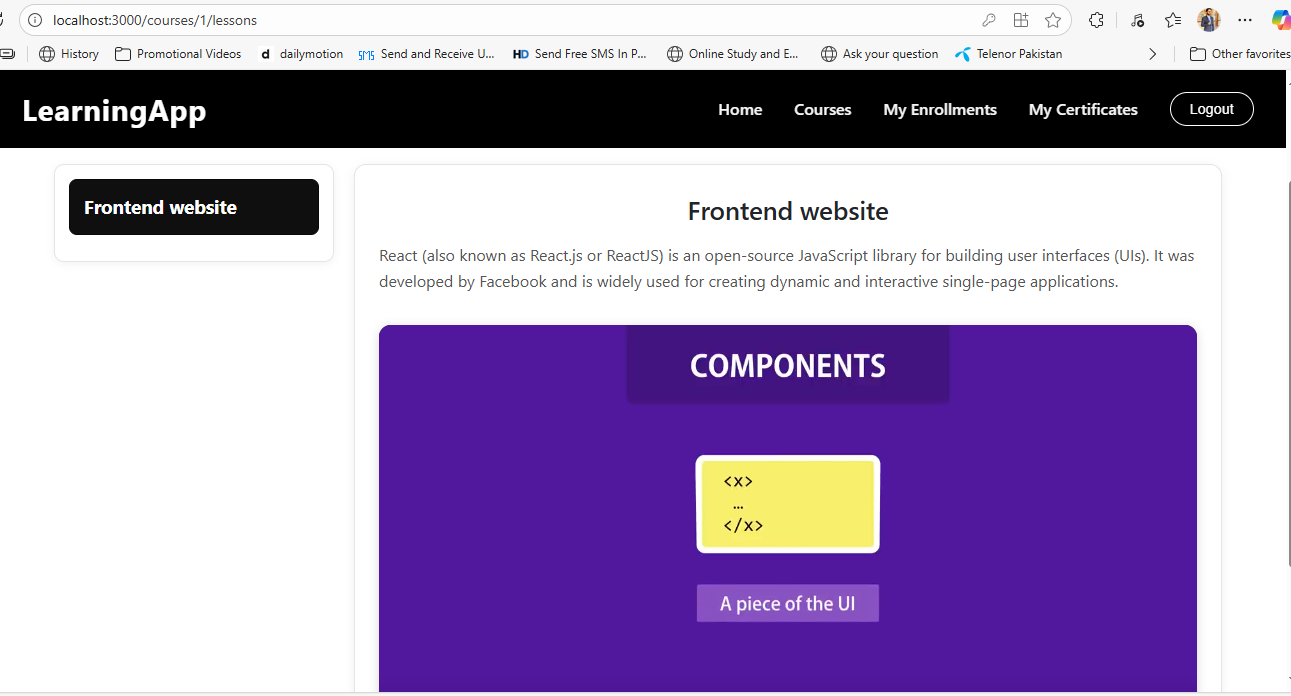 localhost:3000/courses/1/lessons
History Promotional Videos d dailymotion SMS Send and Receive U... HD Send Free SMS In P... Online Study and E... Ask your question Telenor Pakistan Other favorites
LearningApp Home Courses My Enrollments My Certificates Logout
Frontend website
Frontend website
React (also known as React.js or ReactJS) is an open-source JavaScript library for building user interfaces (UIs). It was
developed by Facebook and is widely used for creating dynamic and interactive single-page applications.
COMPONENTS
<x>
...
</x>
A piece of the UI